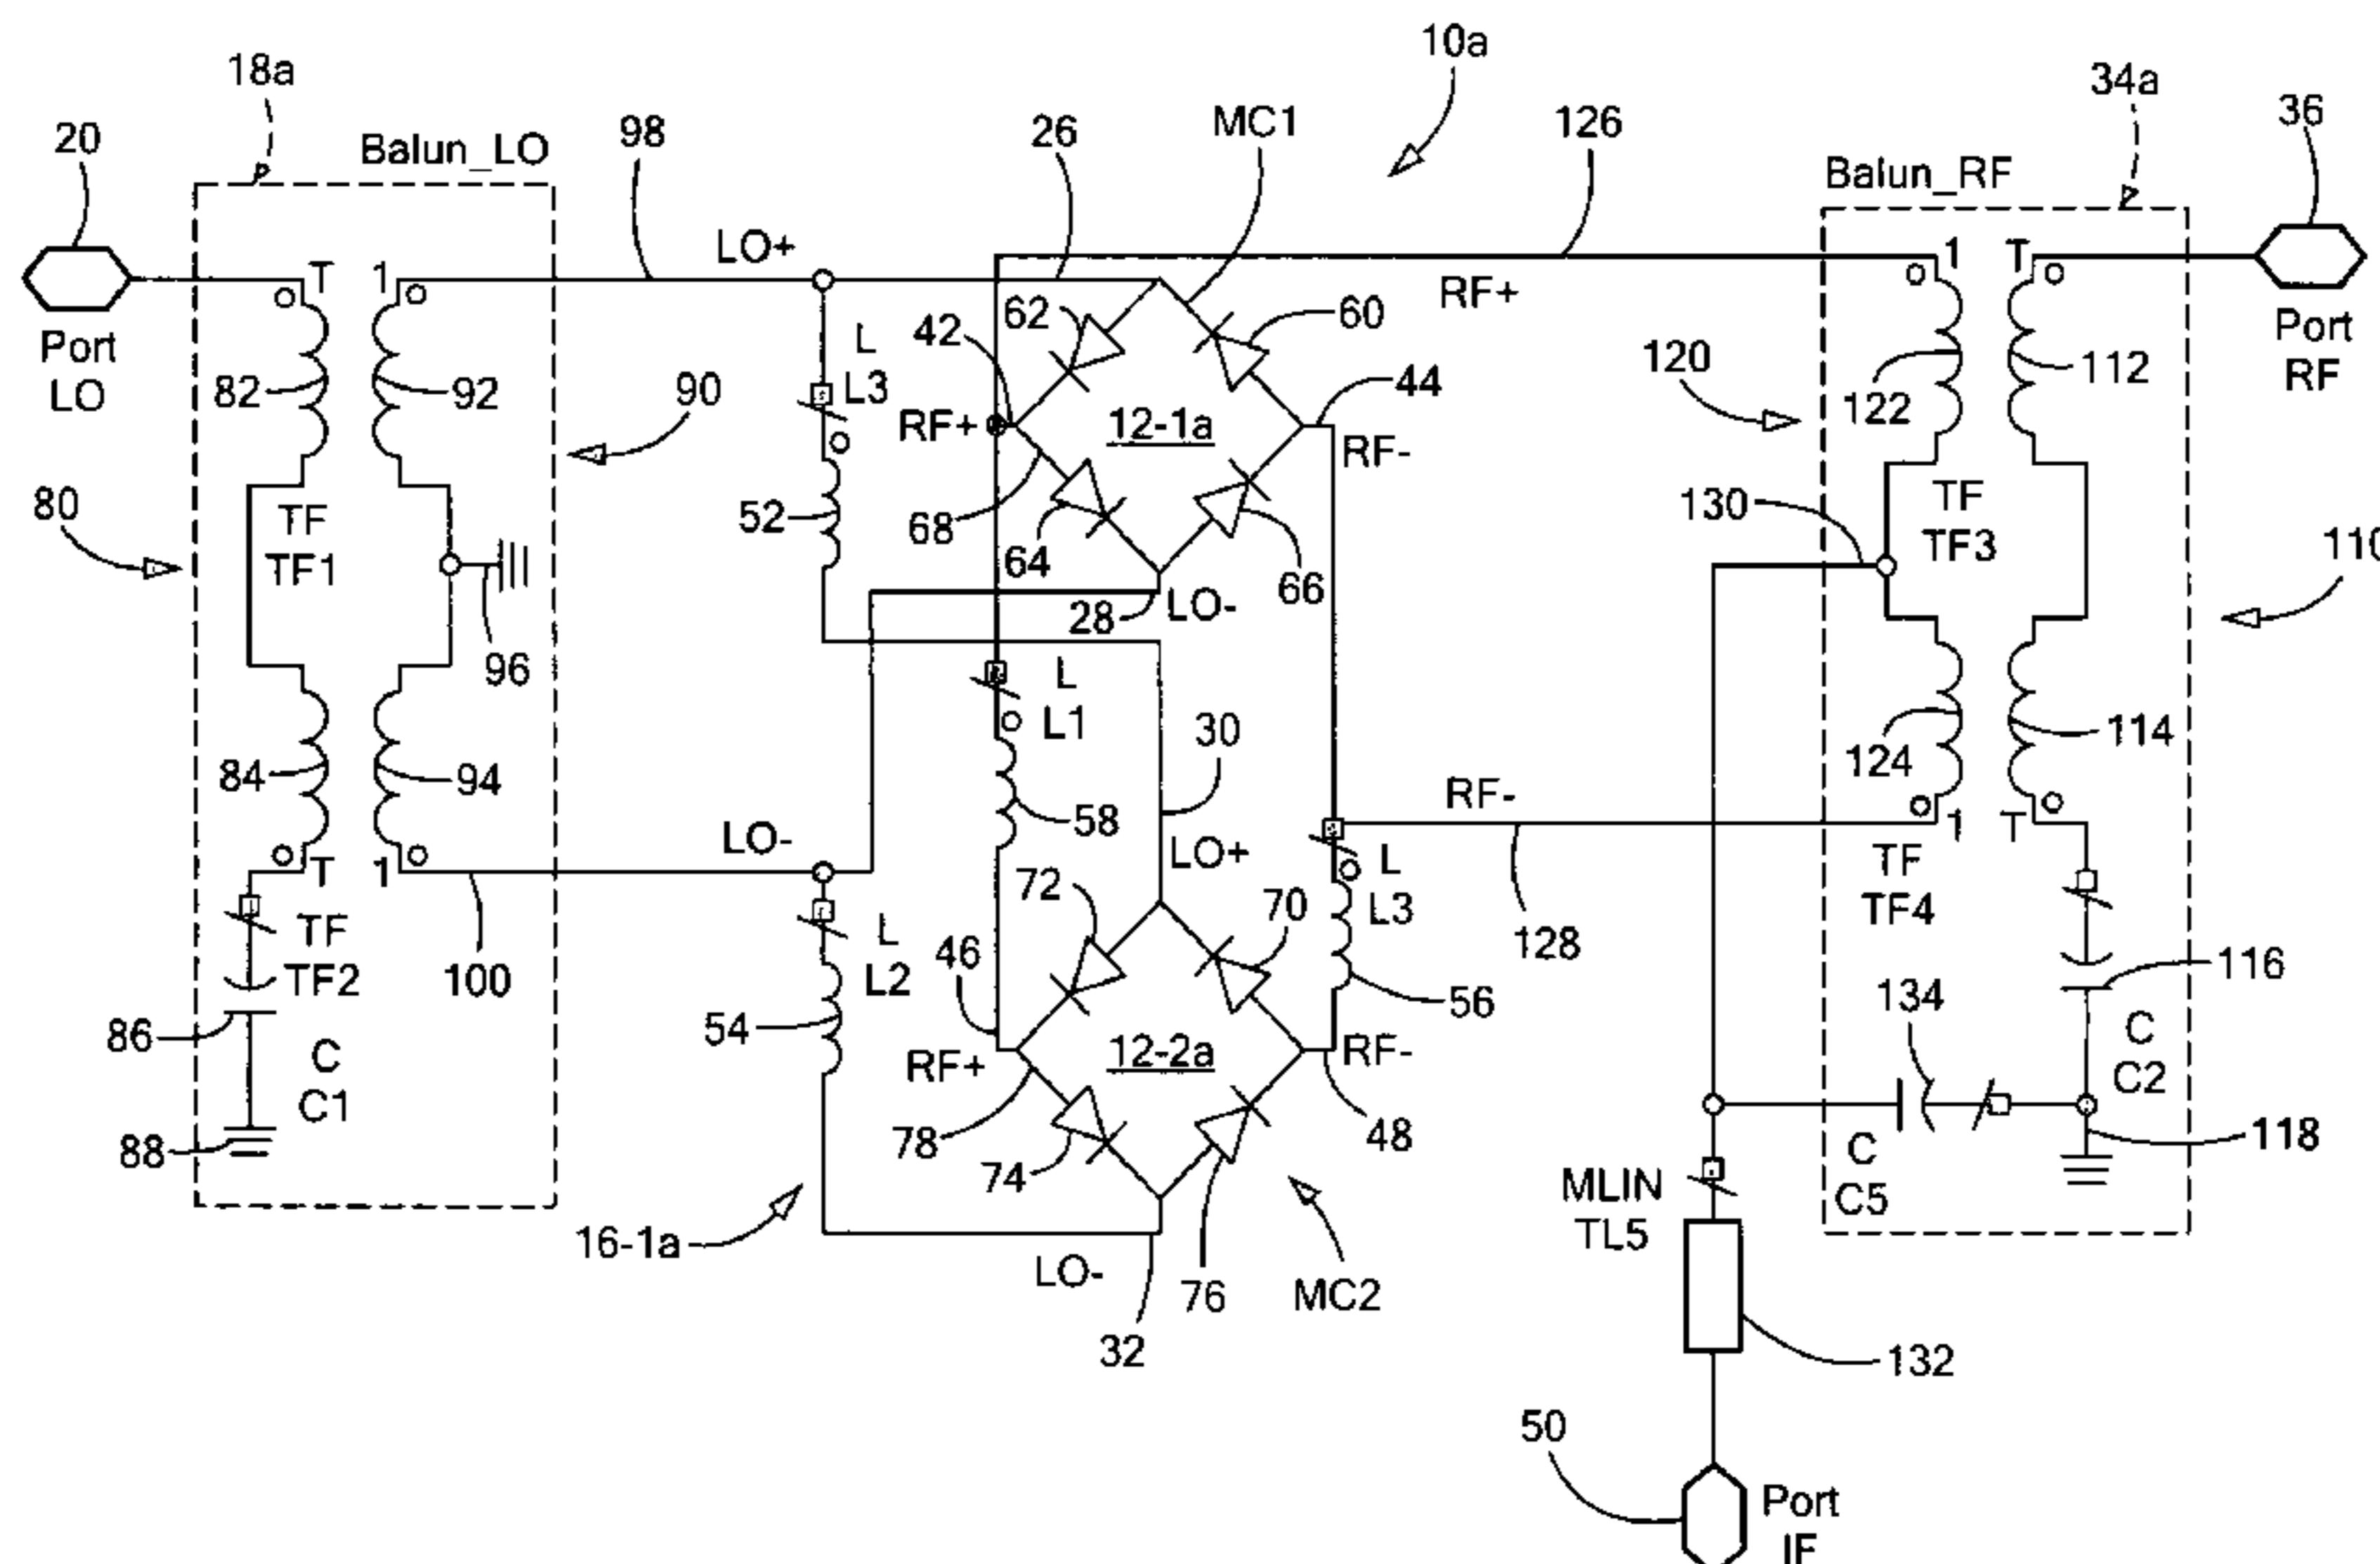 10a
18a
34a
20
Balun_LO
98
26
MC1
126
Balun_RF
36
LO+
T
1
1
T
RF+
Port
LO
62
60
Port
RF
42
L
L3
82
92
90
RF+
12-1a
44
RF-
120
122
112
80
TF
TF1
52
68
64
66
130
TF
TF3
110
28
LO-
96
L
L1
30
84
94
LO-
58
LO+
RF-
124
114
T
1
1
T
72
70
L
L3
TF
TF4
TF
TF2
100
L
L2
46
128
116
86
54
56
134
C
C1
RF+
12-2a
RF-
C
C2
88
78
74
48
118
C
C5
MLIN
TL5
16-1a
LO-
76
MC2
32
132
50
Port
IF